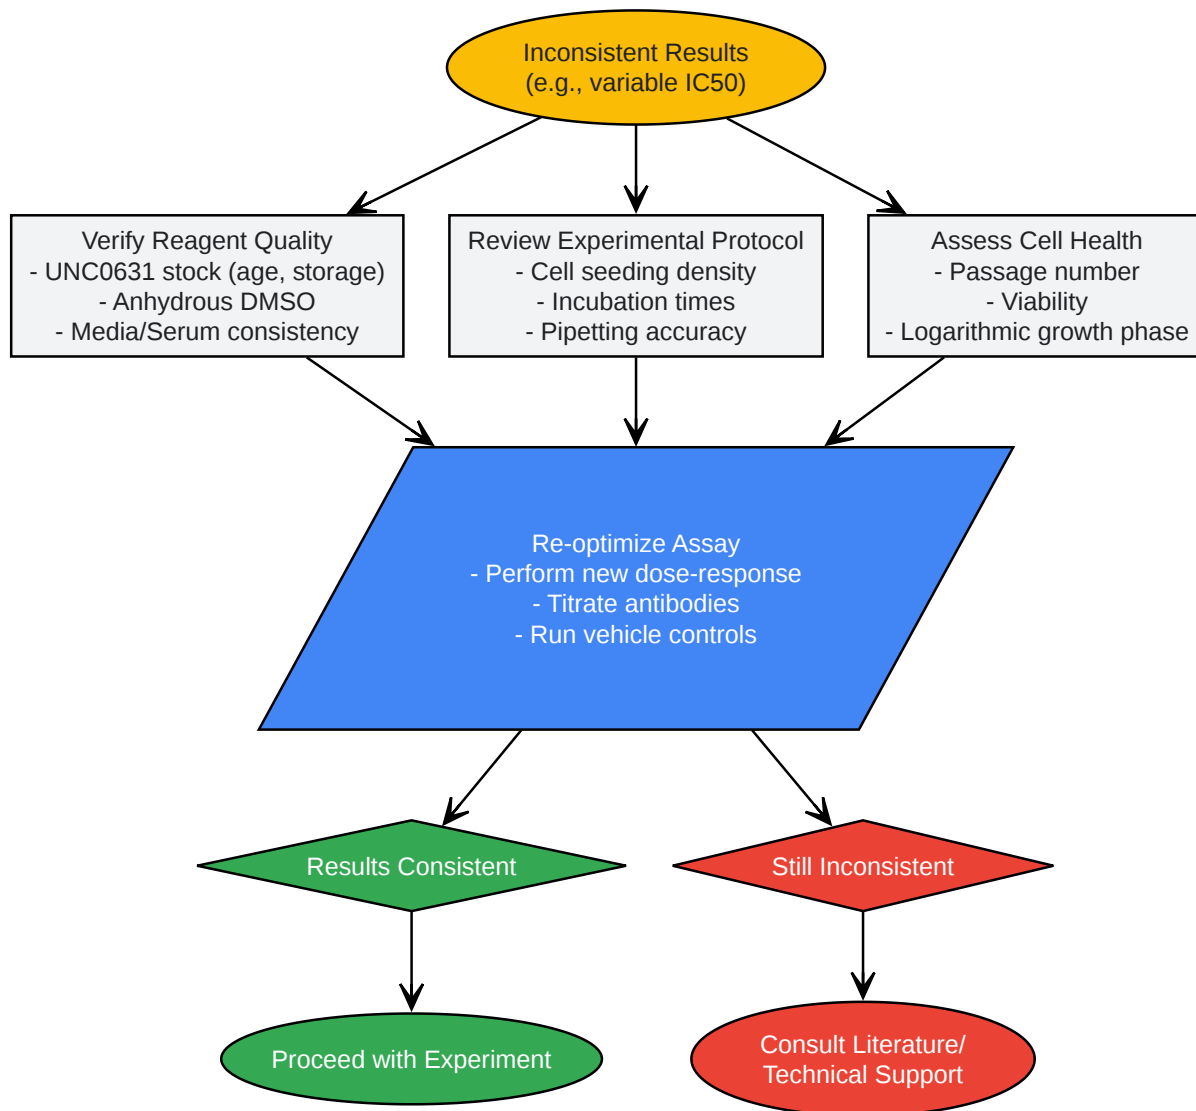 Inconsistent Results
(e.g., variable IC50)
Verify Reagent Quality
- UNC0631 stock (age, storage)
- Anhydrous DMSO
- Media/Serum consistency
Review Experimental Protocol
- Cell seeding density
- Incubation times
- Pipetting accuracy
Assess Cell Health
- Passage number
- Viability
- Logarithmic growth phase
Re-optimize Assay
- Perform new dose-response
- Titrate antibodies
- Run vehicle controls
Results Consistent
Still Inconsistent
Proceed with Experiment
Consult Literature/
Technical Support